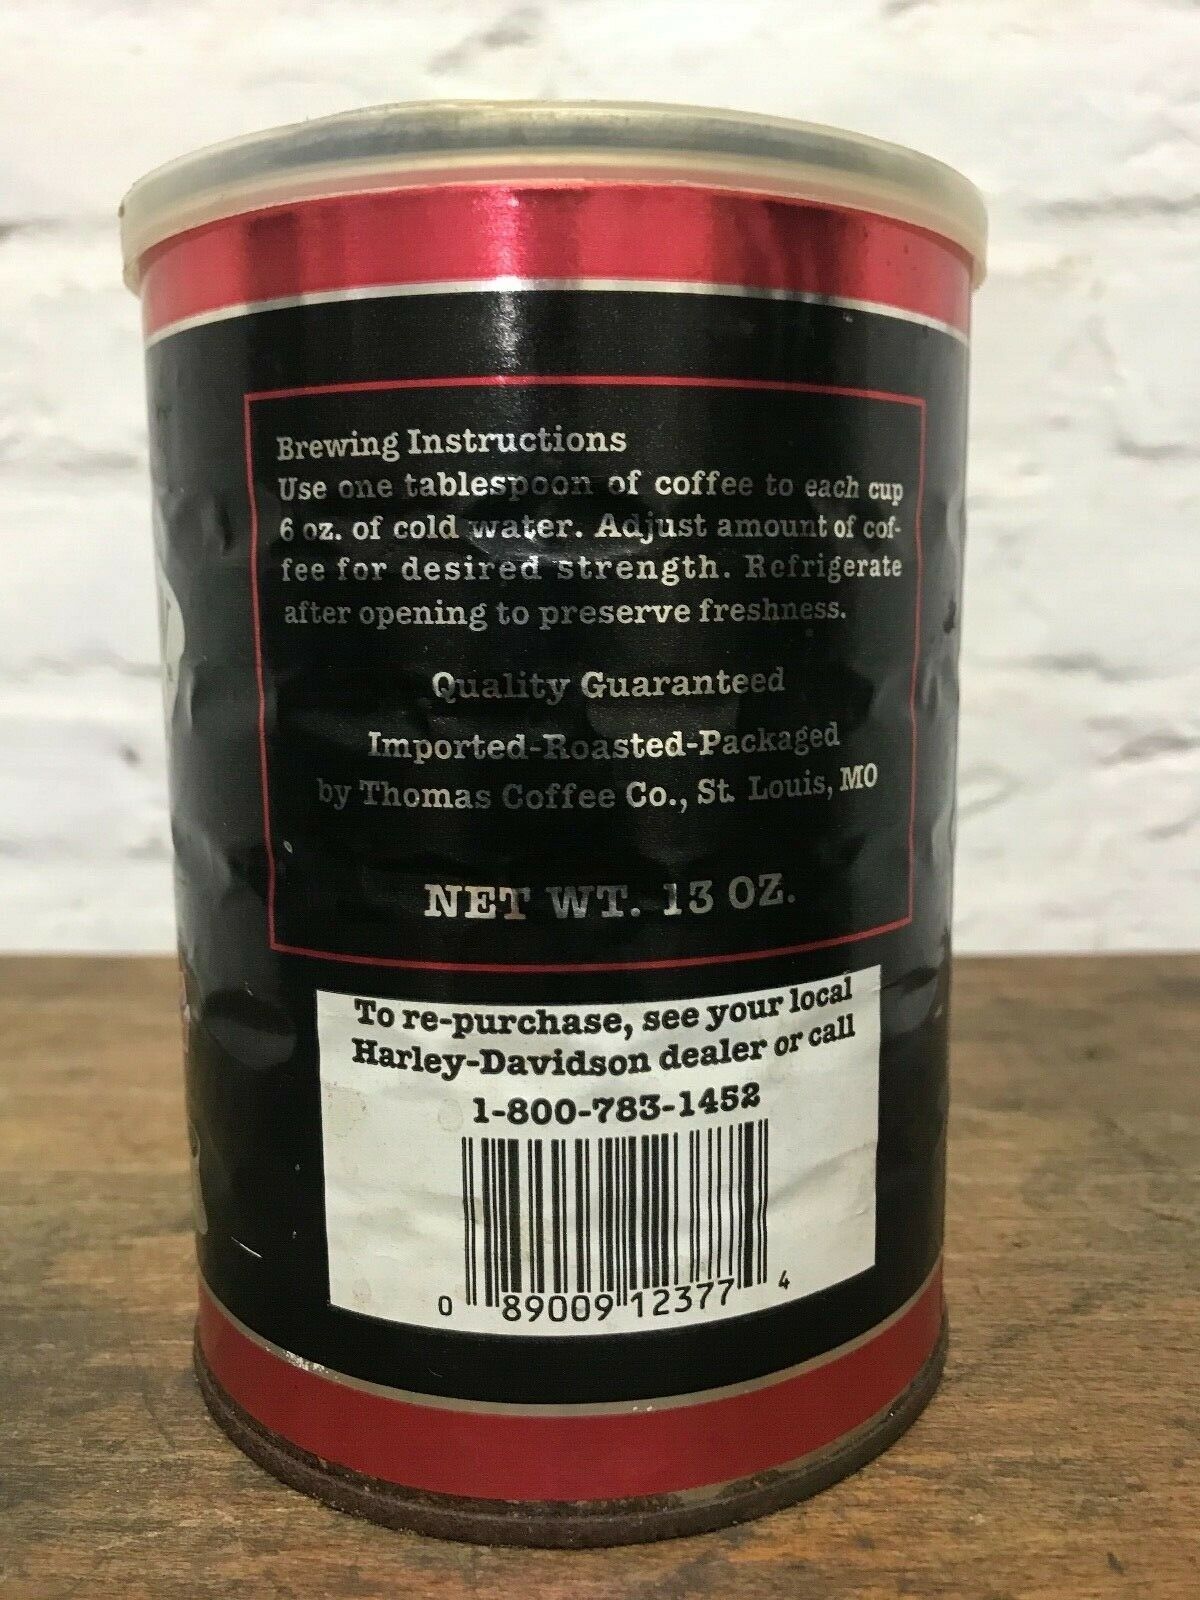 Brewing Instructions
Use one tablespoon of coffee to each cup
6 oz. of cold water. Adjust amount of cof-
fee for desired strength. Refrigerate
after opening to preserve freshness.
Quality Guaranteed
Imported-Roasted-Packaged
by Thomas Coffee Co., St. Louis, MO
NET WT. 13 OZ.
To re-purchase, see your local
Harley-Davidson dealer or call
1-800-783-1452
0 89009 12377 4